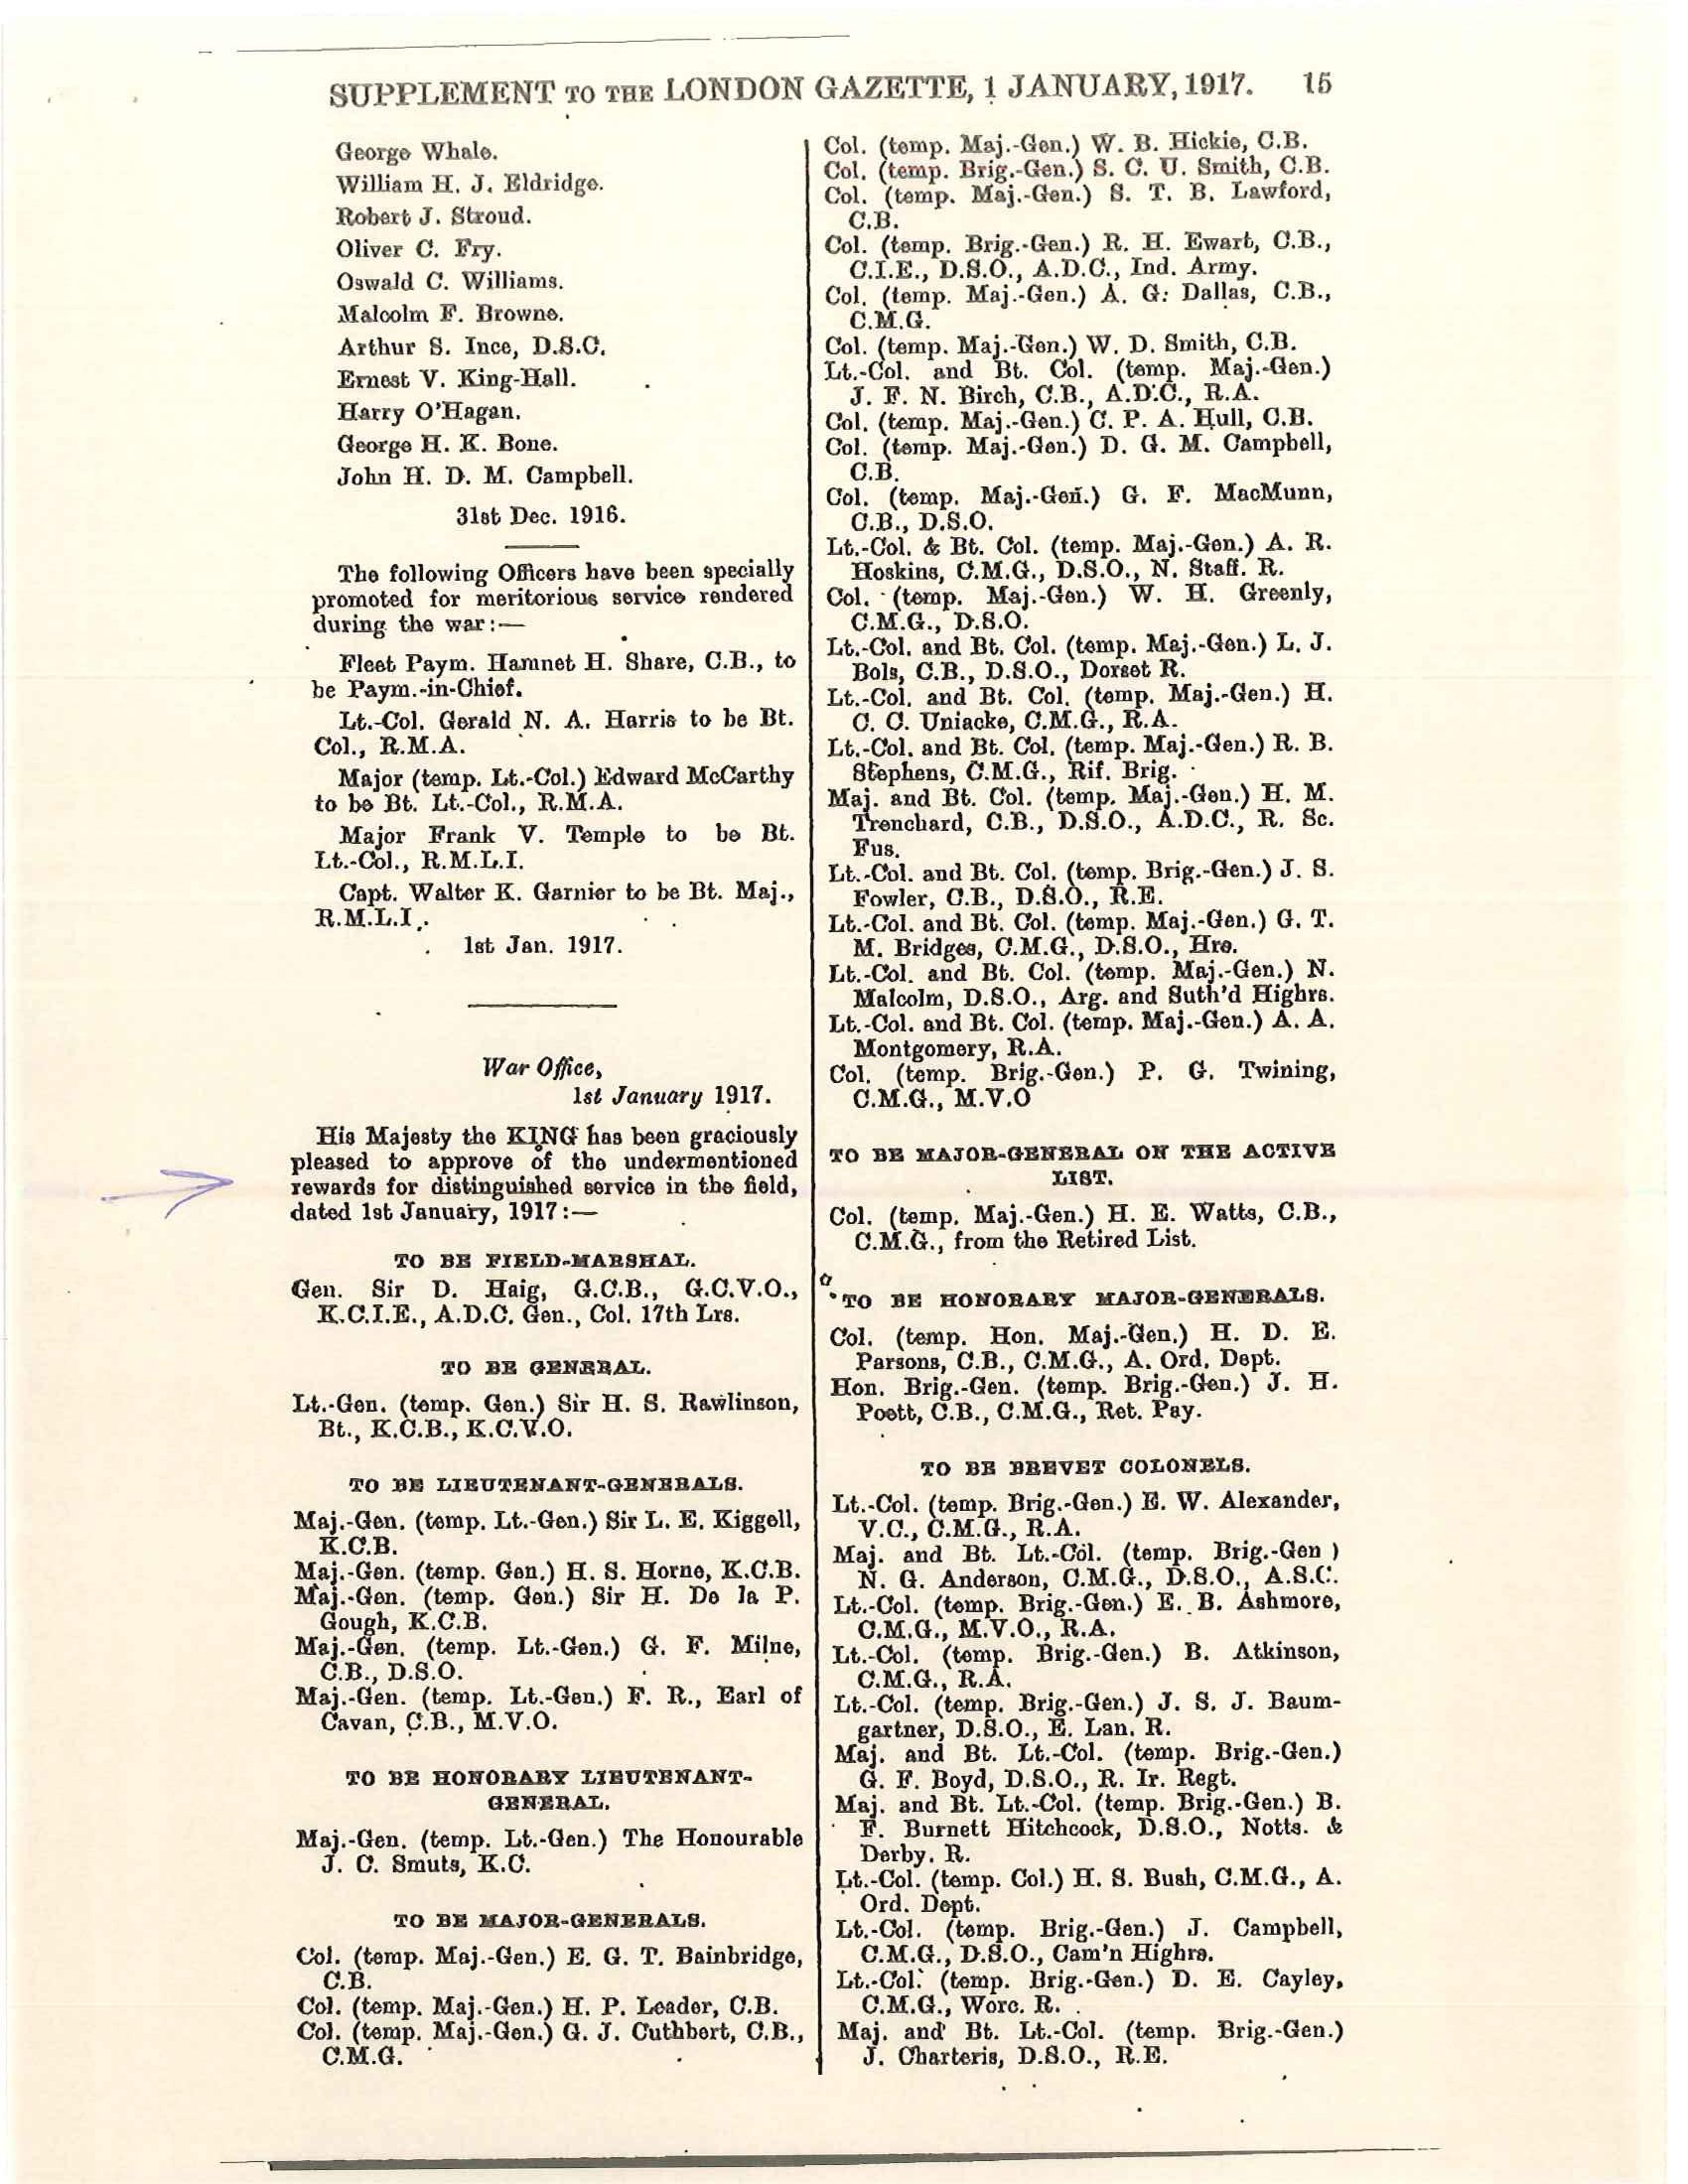 SUPPLEMENT TO THE LONDON GAZETTE, 1 JANUARY, 1917. 15
George Whale.
William H. J. Eldridge.
Robert J. Stroud.
Oliver C. Fry.
Oswald C. Williams.
Malcolm F. Browne.
Arthur S. Ince, D.S.C.
Ernest V. King-Hall.
Harry O'Hagan.
George H. K. Bone.
John H. D. M. Campbell.
31st Dec. 1916.
The following Officers have been specially
promoted for meritorious service rendered
during the war:—
Fleet Paym. Hamnet H. Share, C.B., to
be Paym.-in-Chief.
Lt.-Col. Gerald N. A. Harris to be Bt.
Col., R.M.A.
Major (temp. Lt.-Col.) Edward McCarthy
to be Bt. Lt.-Col., R.M.A.
Major Frank V. Temple to be Bt.
Lt.-Col., R.M.L.I.
Capt. Walter K. Garnier to be Bt. Maj.,
R.M.L.I.
1st Jan. 1917.
War Office,
1st January 1917.
His Majesty the KING has been graciously
pleased to approve of the undermentioned
rewards for distinguished service in the field,
dated 1st January, 1917:—
TO BE FIELD-MARSHAL.
Gen. Sir D. Haig, G.C.B., G.C.V.O.,
K.C.I.E., A.D.C. Gen., Col. 17th Lrs.
TO BE GENERAL.
Lt.-Gen. (temp. Gen.) Sir H. S. Rawlinson,
Bt., K.C.B., K.C.V.O.
TO BE LIEUTENANT-GENERALS.
Maj.-Gen. (temp. Lt.-Gen.) Sir L. E. Kiggell,
K.C.B.
Maj.-Gen. (temp. Gen.) H. S. Horne, K.C.B.
Maj.-Gen. (temp. Gen.) Sir H. De la P.
Gough, K.C.B.
Maj.-Gen. (temp. Lt.-Gen.) G. F. Milne,
C.B., D.S.O.
Maj.-Gen. (temp. Lt.-Gen.) F. R., Earl of
Cavan, C.B., M.V.O.
TO BE HONORARY LIEUTENANT-
GENERAL.
Maj.-Gen. (temp. Lt.-Gen.) The Honourable
J. C. Smuts, K.C.
TO BE MAJOR-GENERALS.
Col. (temp. Maj.-Gen.) E. G. T. Bainbridge,
C.B.
Col. (temp. Maj.-Gen.) H. P. Leader, C.B.
Col. (temp. Maj.-Gen.) G. J. Cuthbert, C.B.,
C.M.G.
Col. (temp. Maj.-Gen.) W. B. Hickie, C.B.
Col. (temp. Brig.-Gen.) S. C. U. Smith, C.B.
Col. (temp. Maj.-Gen.) S. T. B. Lawford,
C.B.
Col. (temp. Brig.-Gen.) R. H. Ewart, C.B.,
C.I.E., D.S.O., A.D.C., Ind. Army.
Col. (temp. Maj.-Gen.) A. G. Dallas, C.B.,
C.M.G.
Col. (temp. Maj.-Gen.) W. D. Smith, C.B.
Lt.-Col. and Bt. Col. (temp. Maj.-Gen.)
J. F. N. Birch, C.B., A.D.C., R.A.
Col. (temp. Maj.-Gen.) C. P. A. Hull, C.B.
Col. (temp. Maj.-Gen.) D. G. M. Campbell,
C.B.
Col. (temp. Maj.-Gen.) G. F. MacMunn,
C.B., D.S.O.
Lt.-Col. & Bt. Col. (temp. Maj.-Gen.) A. R.
Hoskins, C.M.G., D.S.O., N. Staff. R.
Col. (temp. Maj.-Gen.) W. H. Greenly,
C.M.G., D.S.O.
Lt.-Col. and Bt. Col. (temp. Maj.-Gen.) L. J.
Bols, C.B., D.S.O., Dorset R.
Lt.-Col. and Bt. Col. (temp. Maj.-Gen.) H.
C. C. Uniacke, C.M.G., R.A.
Lt.-Col. and Bt. Col. (temp. Maj.-Gen.) R. B.
Stephens, C.M.G., Rif. Brig.
Maj. and Bt. Col. (temp. Maj.-Gen.) H. M.
Trenchard, C.B., D.S.O., A.D.C., R. Sc.
Fus.
Lt.-Col. and Bt. Col. (temp. Brig.-Gen.) J. S.
Fowler, C.B., D.S.O., R.E.
Lt.-Col. and Bt. Col. (temp. Maj.-Gen.) G. T.
M. Bridges, C.M.G., D.S.O., Hrs.
Lt.-Col. and Bt. Col. (temp. Maj.-Gen.) N.
Malcolm, D.S.O., Arg. and Suth'd Highrs.
Lt.-Col. and Bt. Col. (temp. Maj.-Gen.) A. A.
Montgomery, R.A.
Col. (temp. Brig.-Gen.) P. G. Twining,
C.M.G., M.V.O
TO BE MAJOR-GENERAL ON THE ACTIVE
LIST.
Col. (temp. Maj.-Gen.) H. E. Watts, C.B.,
C.M.G., from the Retired List.
TO BE HONORARY MAJOR-GENERALS.
Col. (temp. Hon. Maj.-Gen.) H. D. E.
Parsons, C.B., C.M.G., A. Ord. Dept.
Hon. Brig.-Gen. (temp. Brig.-Gen.) J. H.
Poett, C.B., C.M.G., Ret. Pay.
TO BE BREVET COLONELS.
Lt.-Col. (temp. Brig.-Gen.) E. W. Alexander,
V.C., C.M.G., R.A.
Maj. and Bt. Lt.-Col. (temp. Brig.-Gen )
N. G. Anderson, C.M.G., D.S.O., A.S.C.
Lt.-Col. (temp. Brig.-Gen.) E. B. Ashmore,
C.M.G., M.V.O., R.A.
Lt.-Col. (temp. Brig.-Gen.) B. Atkinson,
C.M.G., R.A.
Lt.-Col. (temp. Brig.-Gen.) J. S. J. Baum-
gartner, D.S.O., E. Lan. R.
Maj. and Bt. Lt.-Col. (temp. Brig.-Gen.)
G. F. Boyd, D.S.O., R. Ir. Regt.
Maj. and Bt. Lt.-Col. (temp. Brig.-Gen.) B.
F. Burnett Hitchcock, D.S.O., Notts. &
Derby. R.
Lt.-Col. (temp. Col.) H. S. Bush, C.M.G., A.
Ord. Dept.
Lt.-Col. (temp. Brig.-Gen.) J. Campbell,
C.M.G., D.S.O., Cam'n Highrs.
Lt.-Col. (temp. Brig.-Gen.) D. E. Cayley,
C.M.G., Worc. R.
Maj. and Bt. Lt.-Col. (temp. Brig.-Gen.)
J. Charteris, D.S.O., R.E.